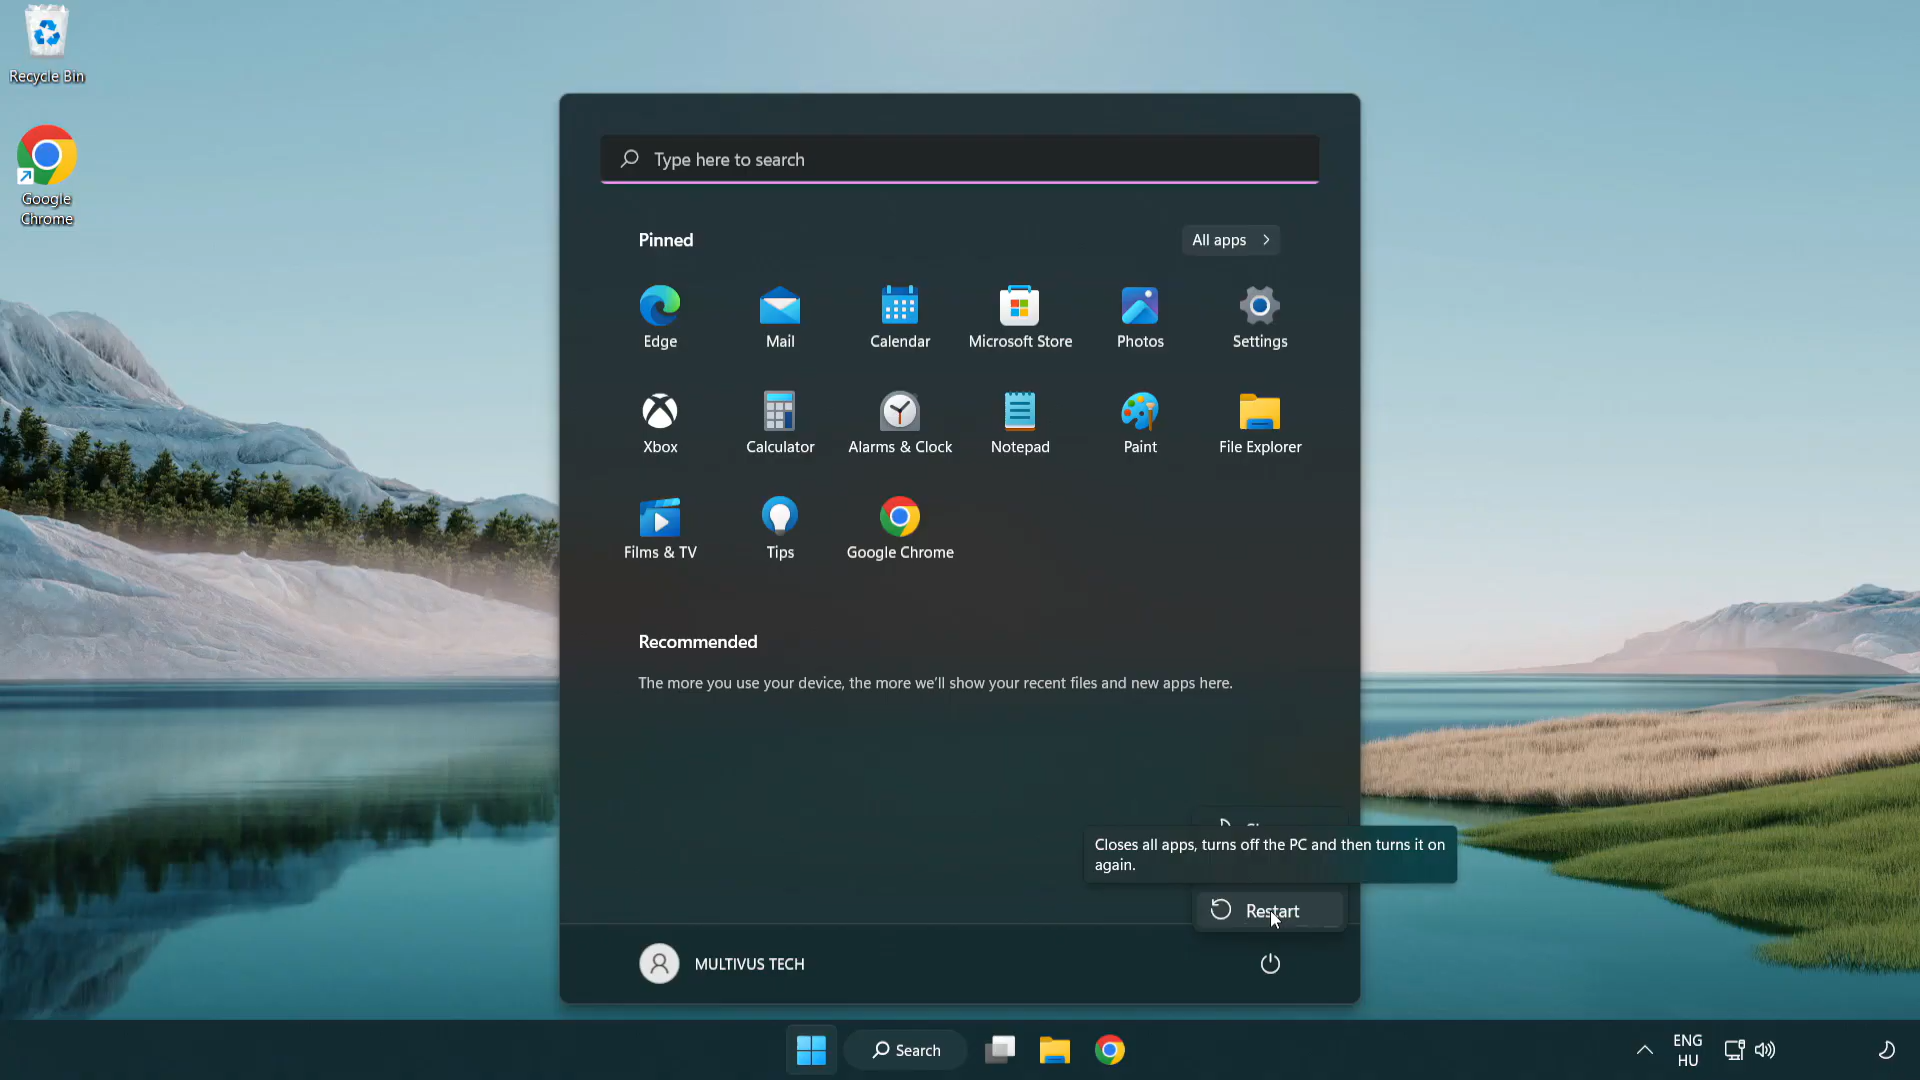 Recycle Bin
Google
Chrome
Type here to search
Pinned
All apps
Edge
Mail
Calendar
Microsoft Store
Photos
Settings
Xbox
Calculator
Alarms & Clock
Notepad
Paint
File Explorer
Films & TV
Tips
Google Chrome
Recommended
The more you use your device, the more we'll show your recent files and new apps here.
Closes all apps, turns off the PC and then turns it on
again.
Restart
MULTIVUS TECH
Search
ENG
HU